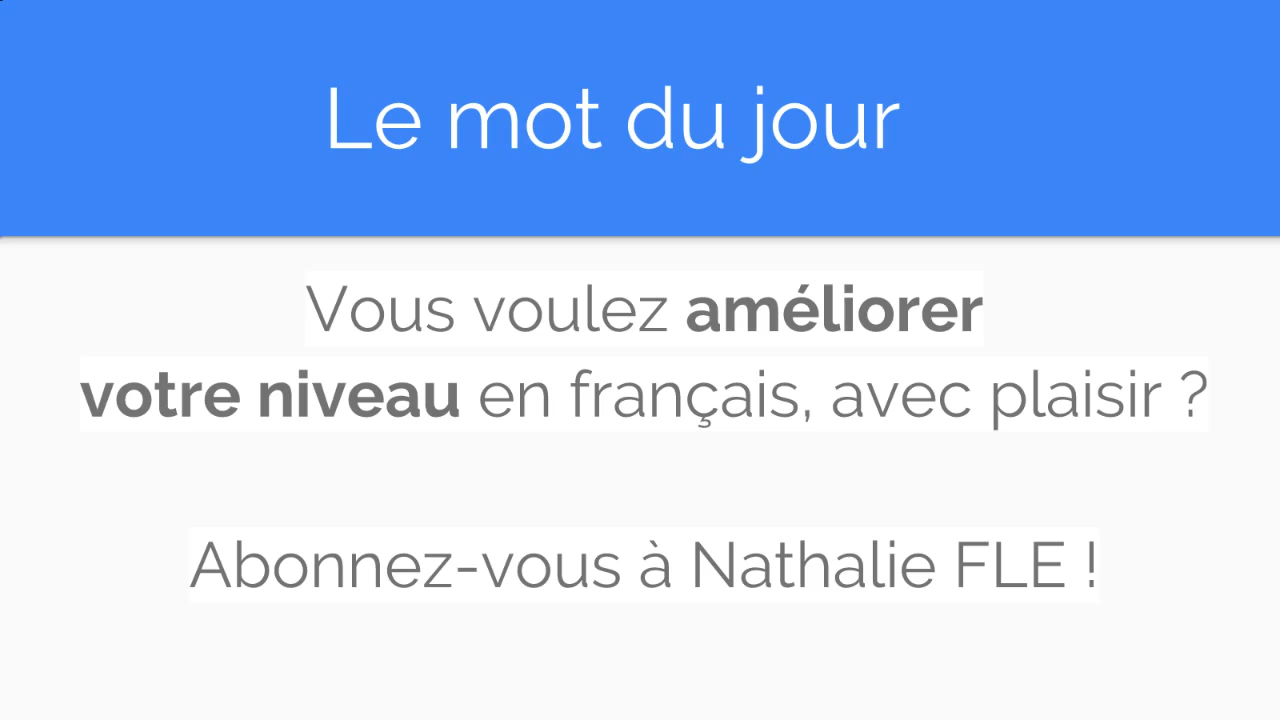 Le mot du jour
Vous voulez améliorer
votre niveau en français, avec plaisir ?
Abonnez-vous à Nathalie FLE !